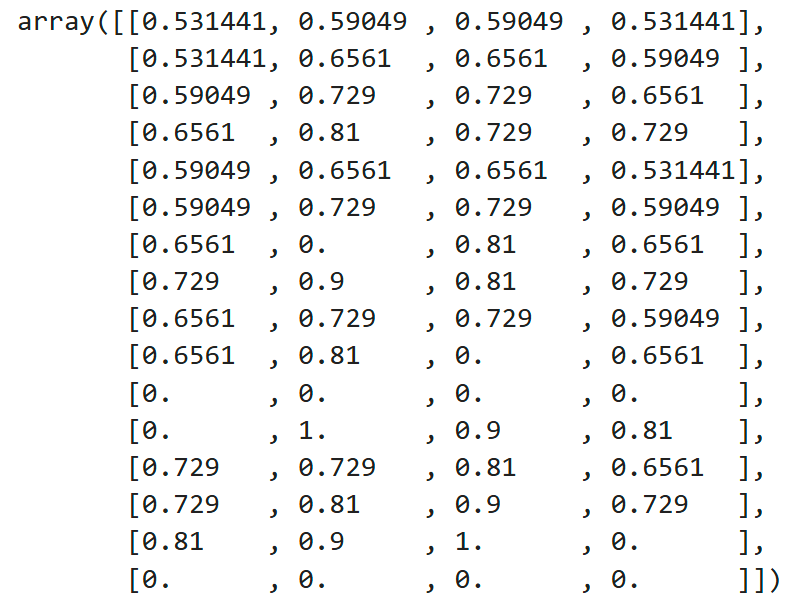 array([[0.531441, 0.59049 , 0.59049 , 0.531441],
       [0.531441, 0.6561  , 0.6561  , 0.59049 ],
       [0.59049 , 0.729   , 0.729   , 0.6561  ],
       [0.6561  , 0.81    , 0.729   , 0.729   ],
       [0.59049 , 0.6561  , 0.6561  , 0.531441],
       [0.59049 , 0.729   , 0.729   , 0.59049 ],
       [0.6561  , 0.      , 0.81    , 0.6561  ],
       [0.729   , 0.9     , 0.81    , 0.729   ],
       [0.6561  , 0.729   , 0.729   , 0.59049 ],
       [0.6561  , 0.81    , 0.      , 0.6561  ],
       [0.      , 0.      , 0.      , 0.      ],
       [0.      , 1.      , 0.9     , 0.81    ],
       [0.729   , 0.729   , 0.81    , 0.6561  ],
       [0.729   , 0.81    , 0.9     , 0.729   ],
       [0.81    , 0.9     , 1.      , 0.      ],
       [0.      , 0.      , 0.      , 0.      ]])